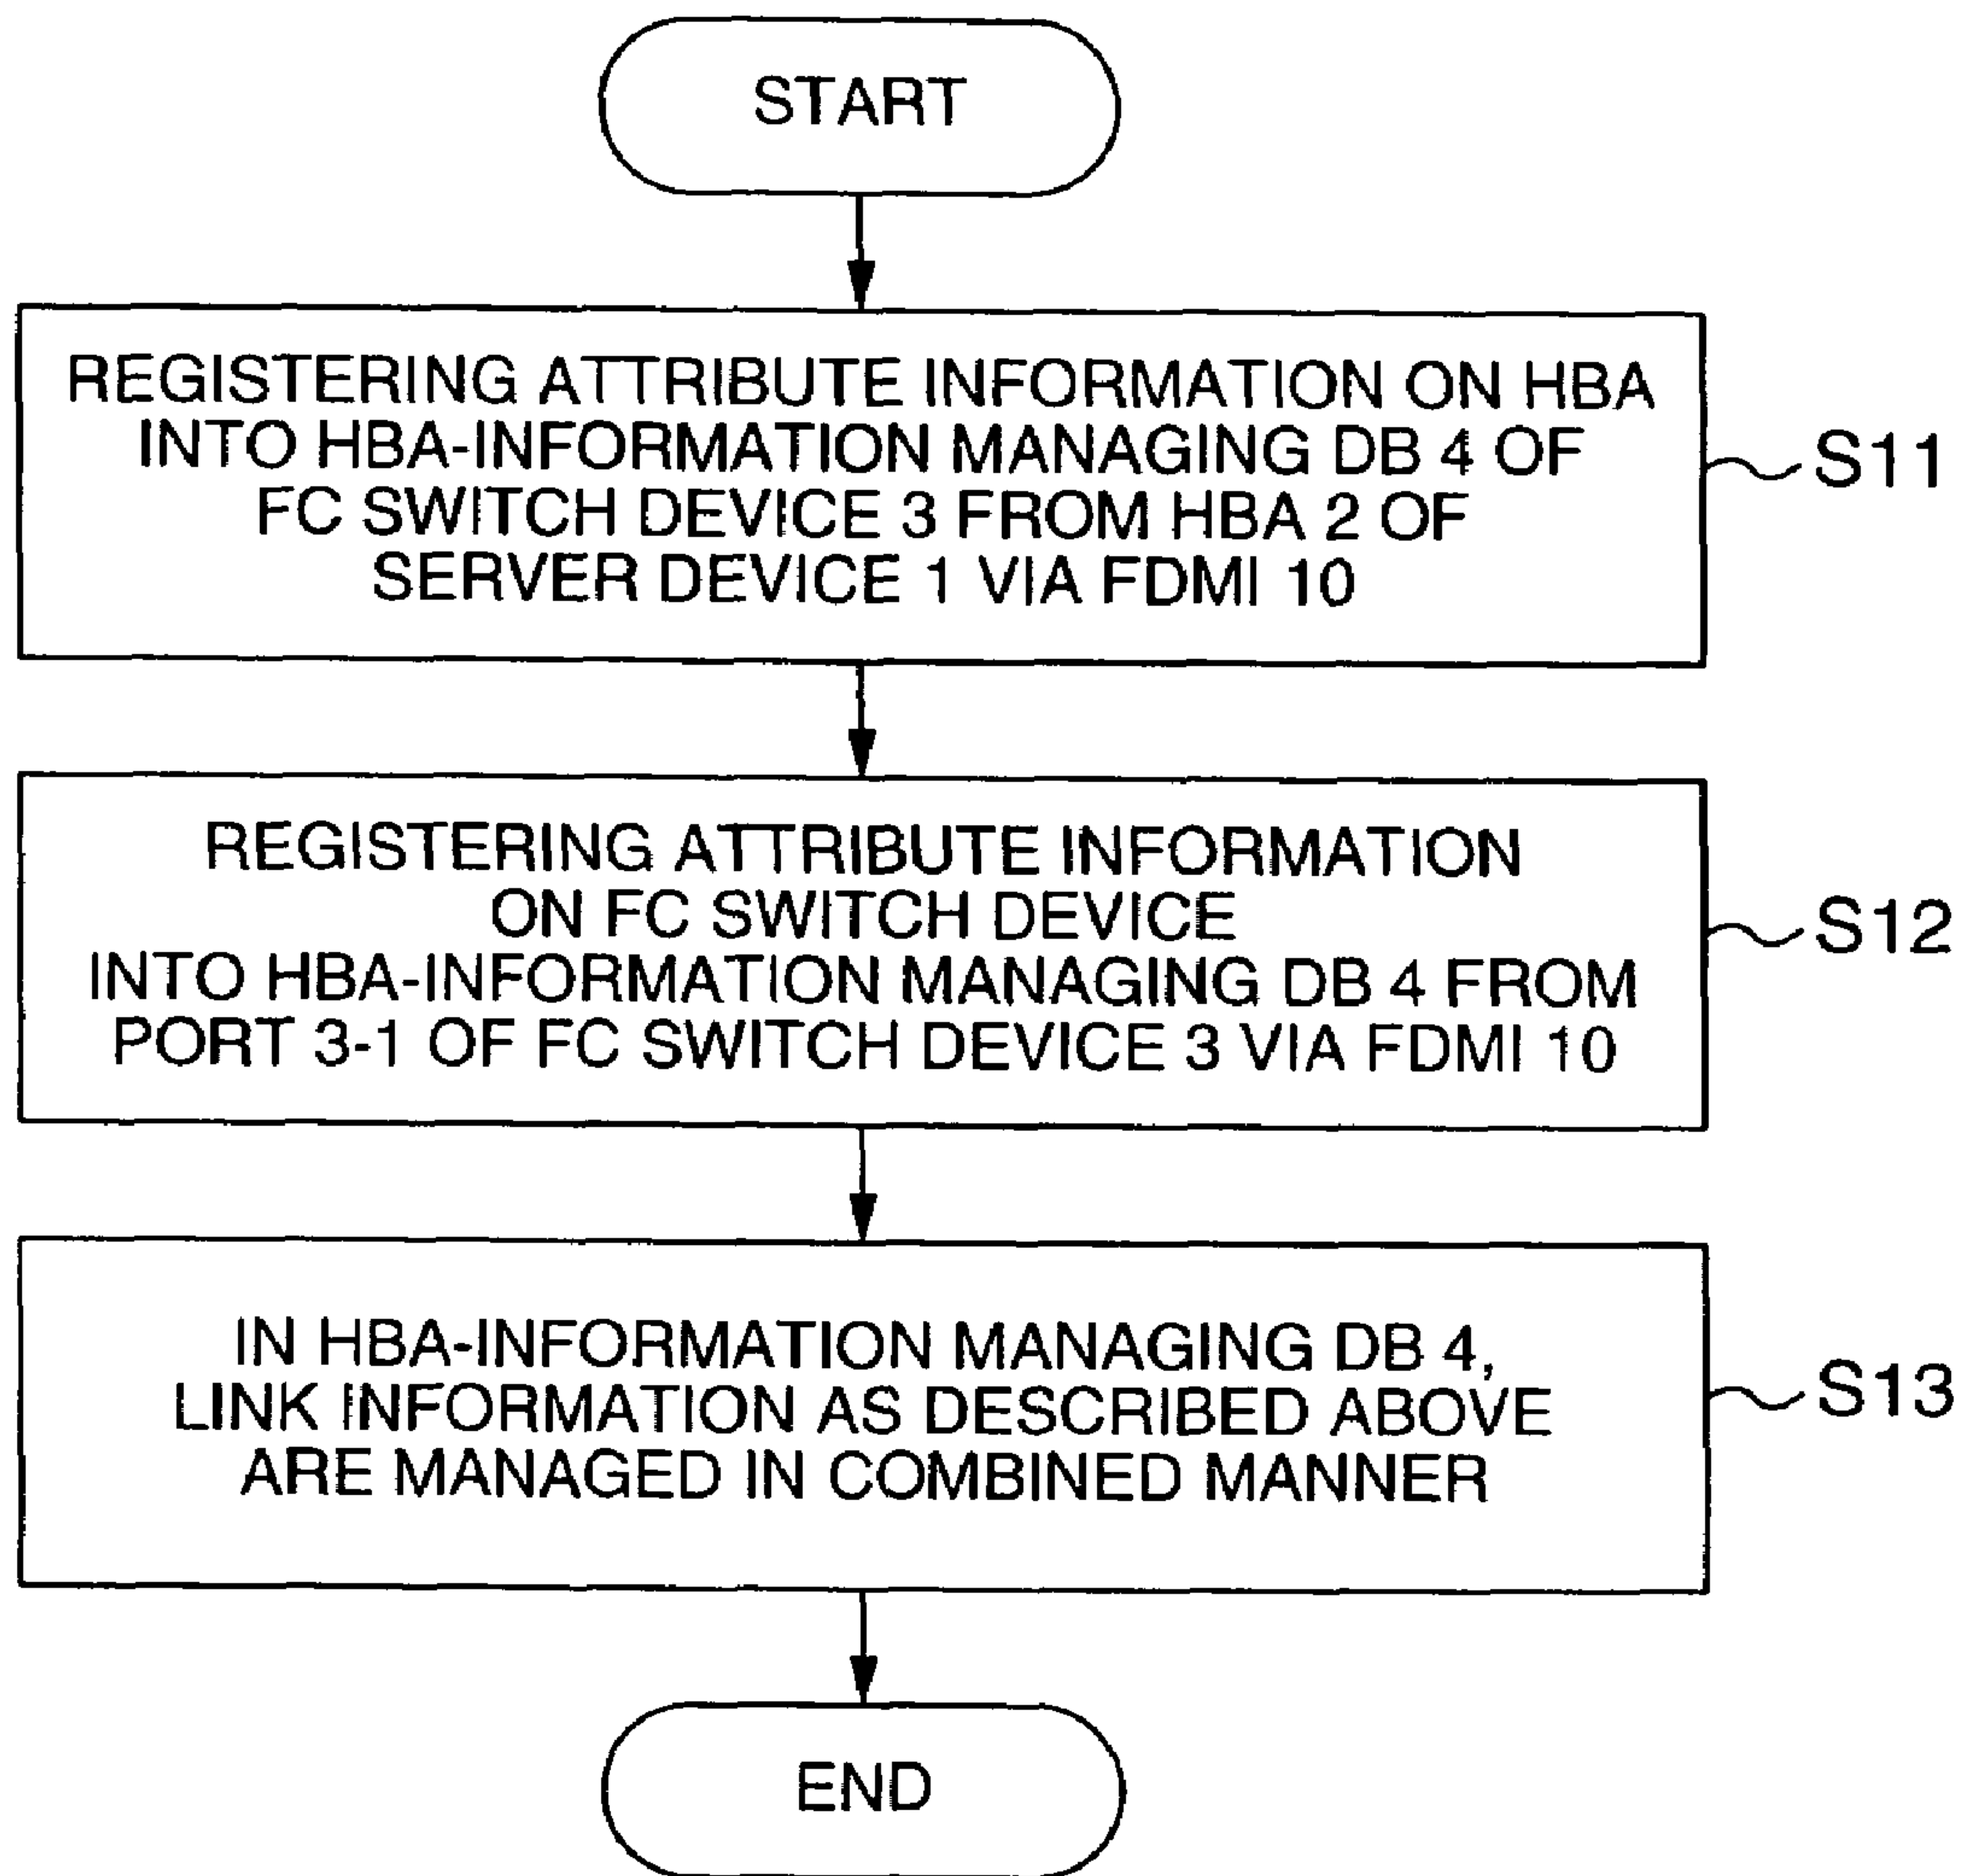 START
REGISTERING ATTRIBUTE INFORMATION ON HBA
INTO HBA-INFORMATION MANAGING DB 4 OF
FC SWITCH DEVICE 3 FROM HBA 2 OF
SERVER DEVICE 1 VIA FDMI 10
S11
REGISTERING ATTRIBUTE INFORMATION
ON FC SWITCH DEVICE
INTO HBA-INFORMATION MANAGING DB 4 FROM
PORT 3-1 OF FC SWITCH DEVICE 3 VIA FDMI 10
S12
IN HBA-INFORMATION MANAGING DB 4,
LINK INFORMATION AS DESCRIBED ABOVE
ARE MANAGED IN COMBINED MANNER
S13
END